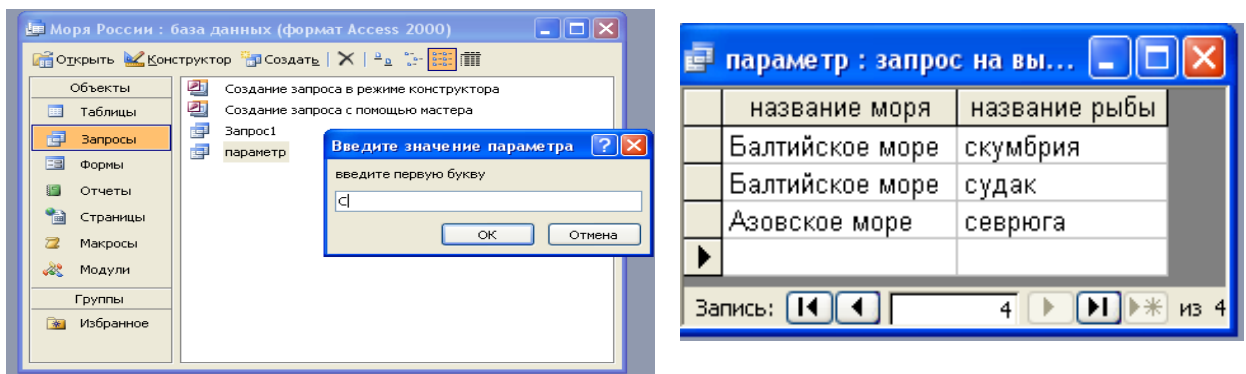 Моря России : база данных (формат Access 2000)
Открыть Конструктор Создать
Объекты
Таблицы
Запросы
Формы
Отчеты
Страницы
Макросы
Модули
Группы
Избранное
Создание запроса в режиме конструктора
Создание запроса с помощью мастера
Запрос1
параметр
Введите значение параметра
введите первую букву
С
ОК Отмена
параметр : запрос на вы...
название моря название рыбы
Балтийское море скумбрия
Балтийское море судак
Азовское море севрюга
Запись: 4 из 4